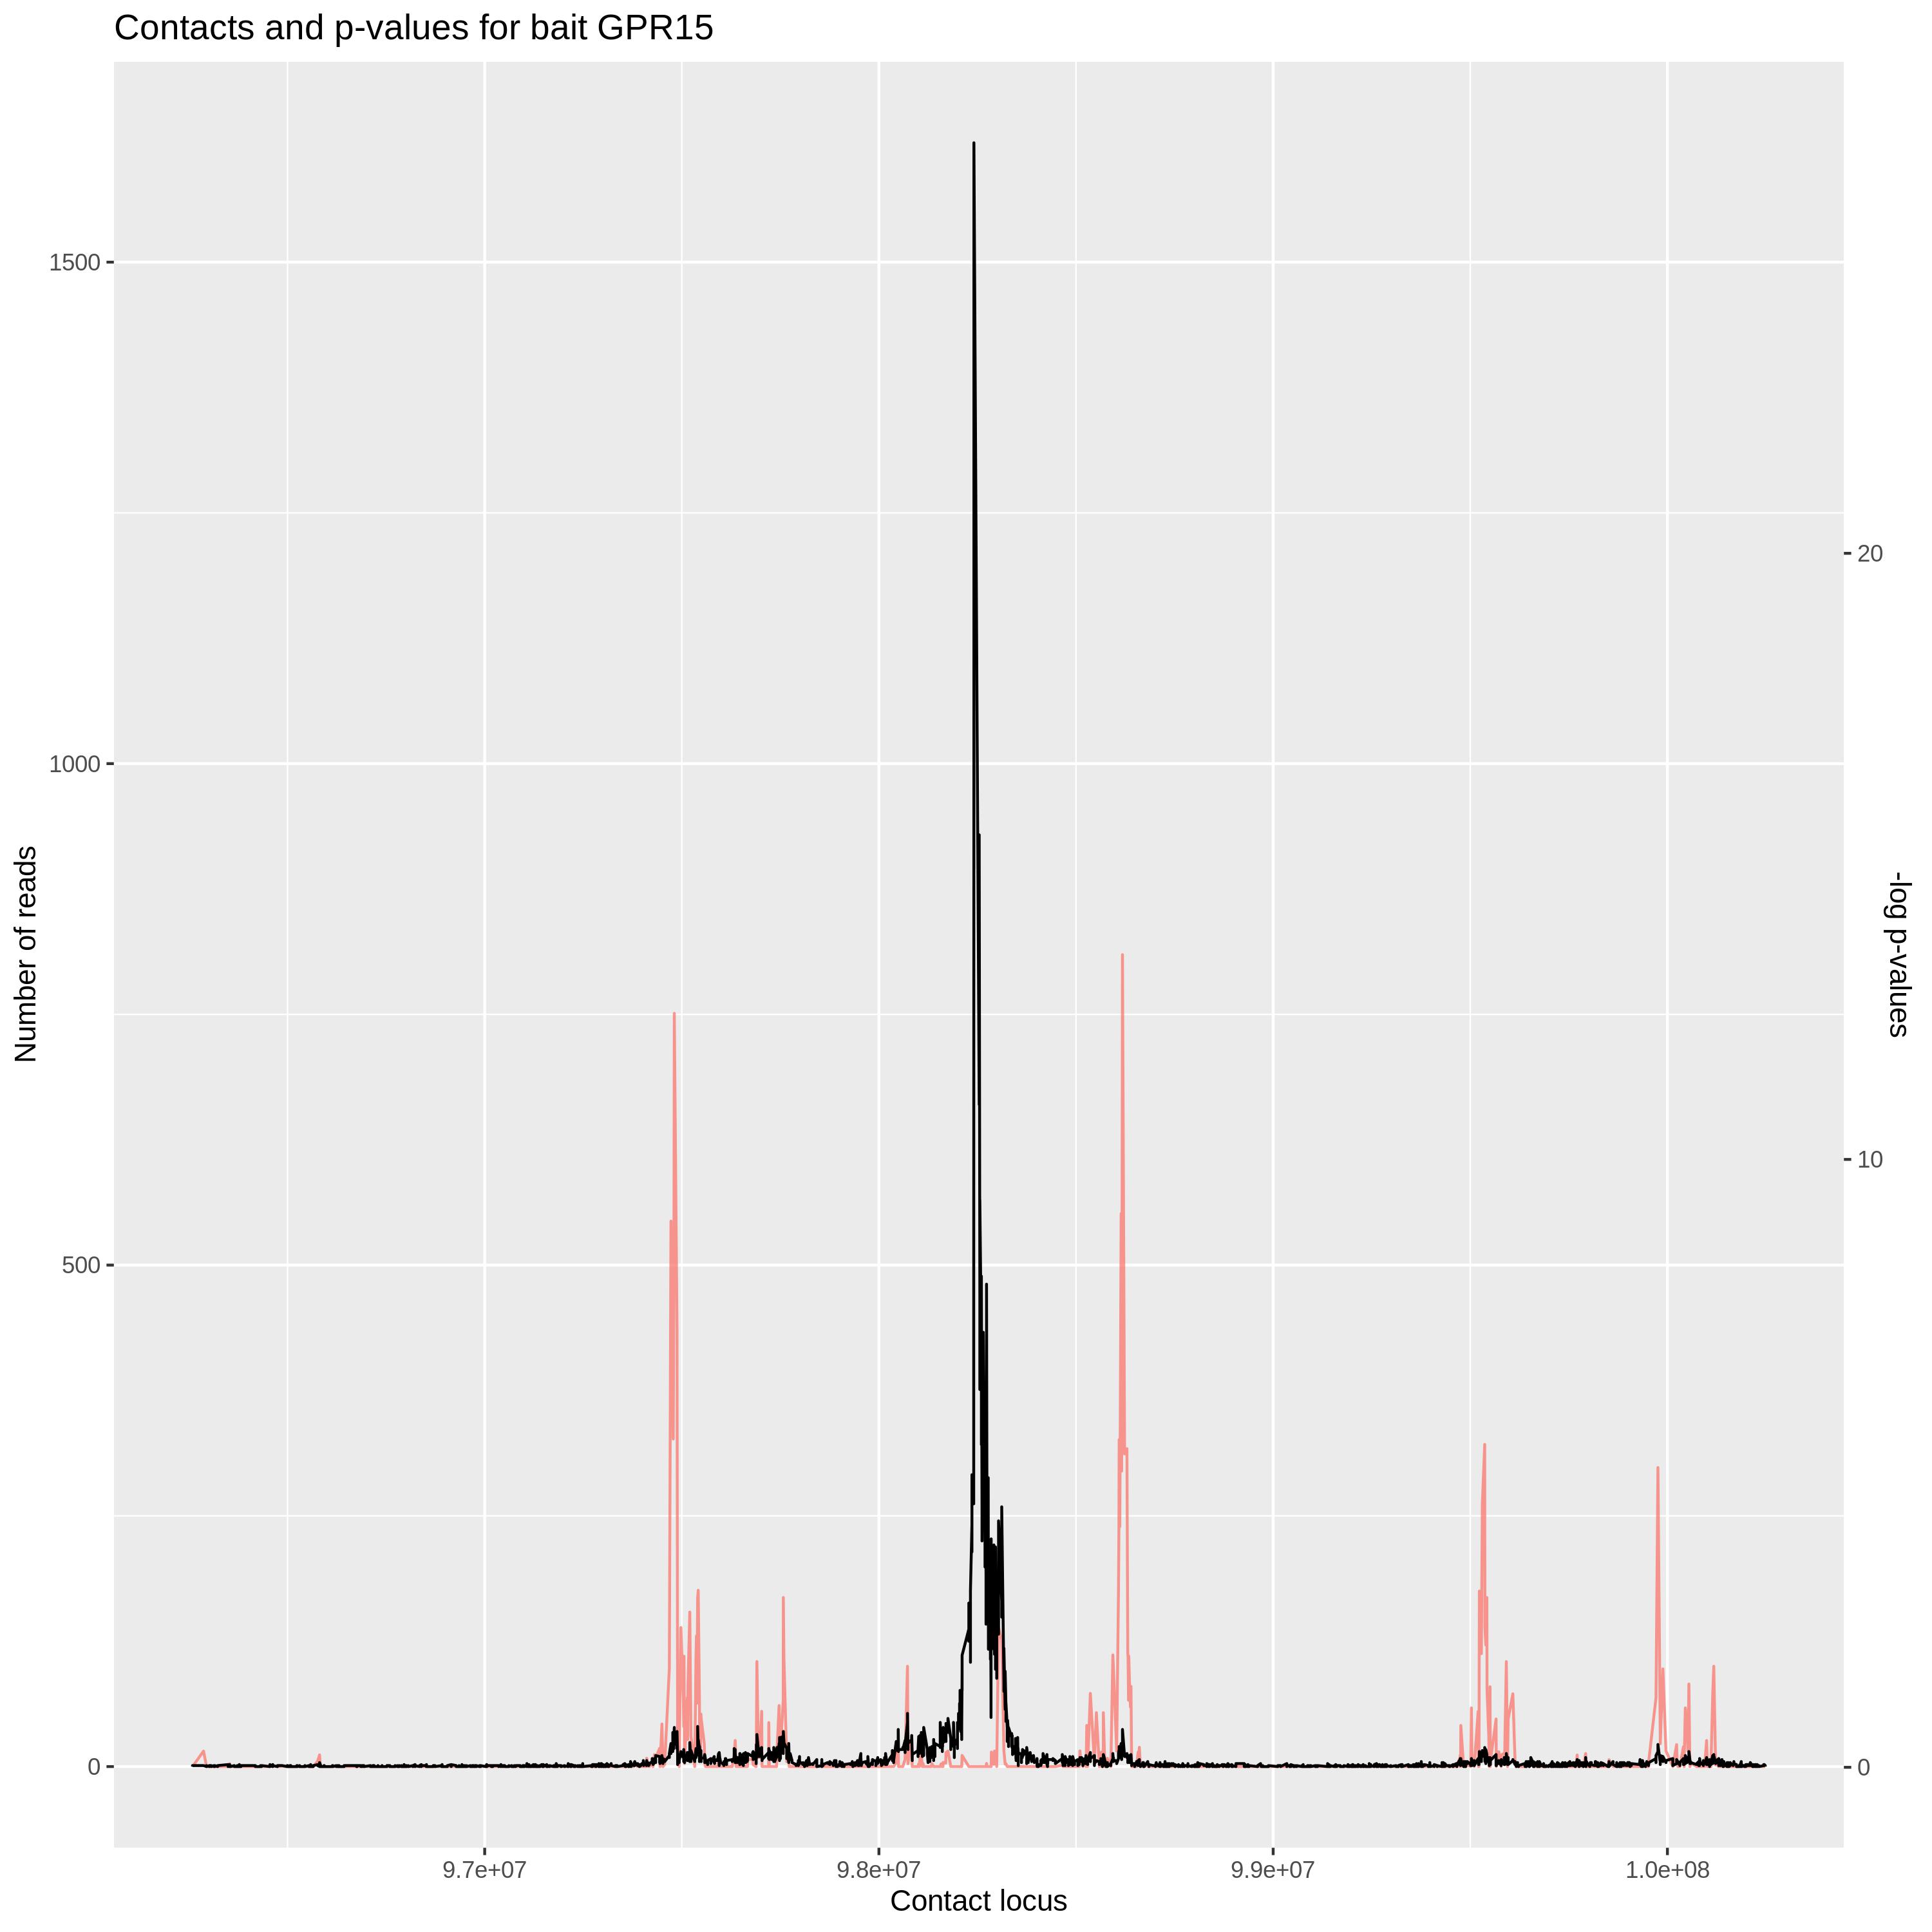 Contacts and p-values for bait GPR15
1500
1000
500
0
Number of reads
20
10
0
-log p-values
9.7e+07
9.8e+07
9.9e+07
1.0e+08
Contact locus